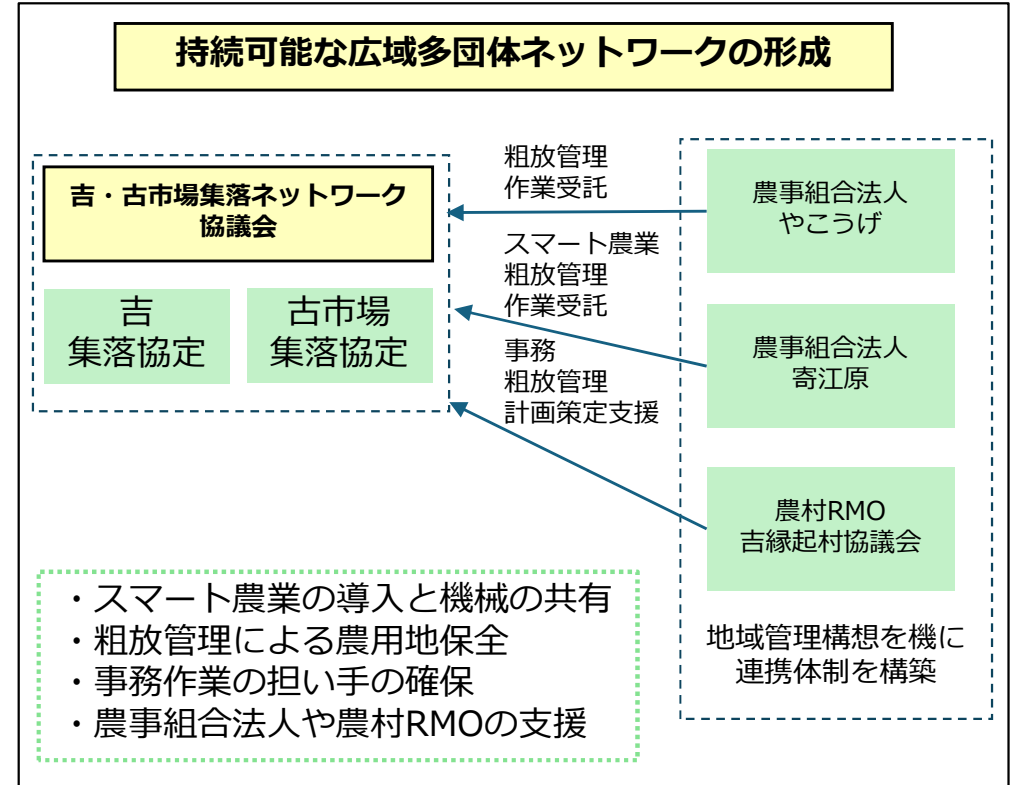 持続可能な広域多団体ネットワークの形成
吉・古市場集落ネットワーク
協議会
吉
集落協定
古市場
集落協定
粗放管理
作業受託
スマート農業
粗放管理
作業受託
事務
粗放管理
計画策定支援
農事組合法人
やこうげ
農事組合法人
寄江原
農村RMO
吉縁起村協議会
地域管理構想を機に
連携体制を構築
・スマート農業の導入と機械の共有
・粗放管理による農用地保全
・事務作業の担い手の確保
・農事組合法人や農村RMOの支援